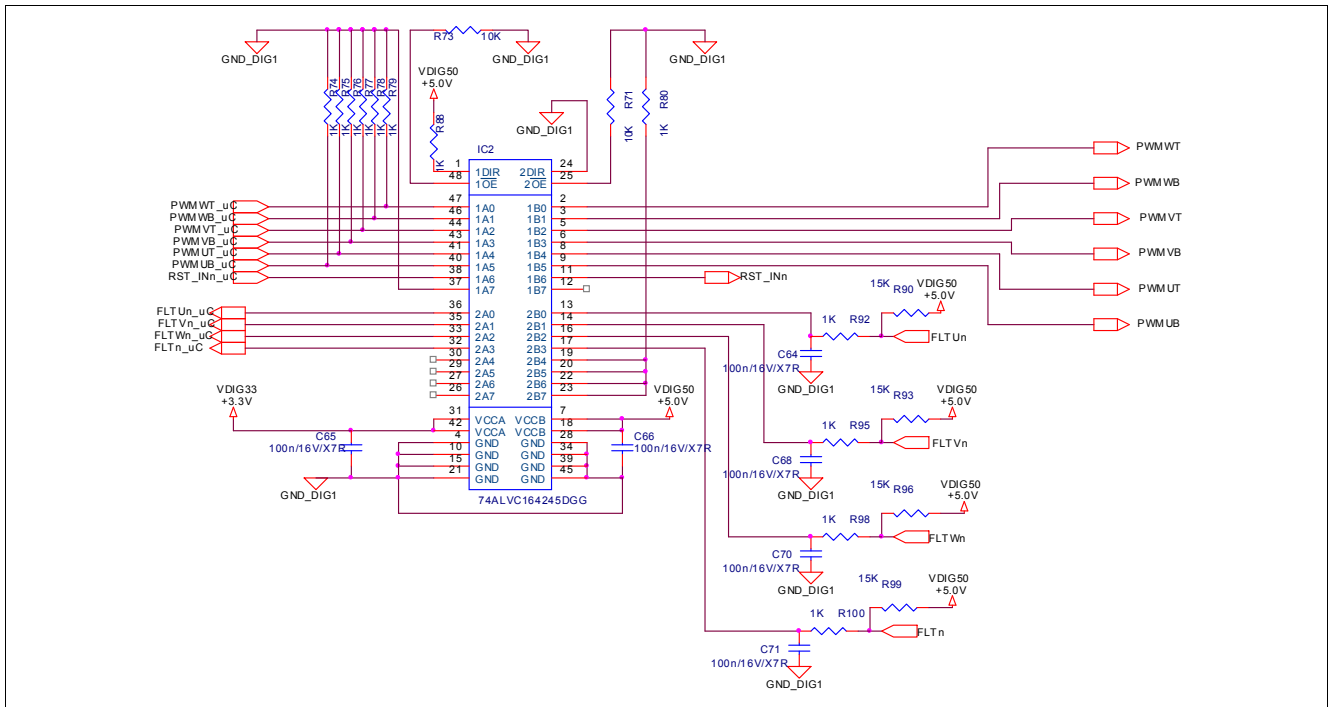 R73 10K
GND_DIG1
GND_DIG1
GND_DIG1
VDIG50
+5.0V
R74
R75
R76
R77
R78
R79
1K
1K
1K
1K
1K
1K
R88
1K
GND_DIG1
R71
10K
R80
1K
IC2
1 1DIR 2DIR 24
48 1OE 2OE 25
PWMWT_uC 47 1A0 1B0 2 PWMWT
PWMWB_uC 46 1A1 1B1 3 PWMWB
PWMVT_uC 44 1A2 1B2 5 PWMVT
PWMVB_uC 43 1A3 1B3 6 PWMVB
PWMUT_uC 41 1A4 1B4 8 PWMUT
PWMUB_uC 40 1A5 1B5 9 PWMUB
RST_INn_uC 38 1A6 1B6 11 RST_INn
37 1A7 1B7 12
FLTUn_uC 36 2A0 2B0 13
FLTVn_uC 35 2A1 2B1 14
FLTWn_uC 33 2A2 2B2 16
FLTn_uC 32 2A3 2B3 17
30 2A4 2B4 19
29 2A5 2B5 20
27 2A6 2B6 22
26 2A7 2B7 23
VDIG33
+3.3V
31 VCCA VCCB 7
42 VCCA VCCB 18
4 GND GND 28
10 GND GND 34
15 GND GND 39
21 GND GND 45
74ALVC164245DGG
C65
100n/16V/X7R
GND_DIG1
VDIG50
+5.0V
C66
100n/16V/X7R
15K R90
VDIG50
+5.0V
1K R92
FLTUn
C64
100n/16V/X7R
GND_DIG1
15K R93
VDIG50
+5.0V
1K R95
FLTVn
C68
100n/16V/X7R
GND_DIG1
15K R96
VDIG50
+5.0V
1K R98
FLTWn
C70
100n/16V/X7R
GND_DIG1
15K R99
VDIG50
+5.0V
1K R100
FLTn
C71
100n/16V/X7R
GND_DIG1